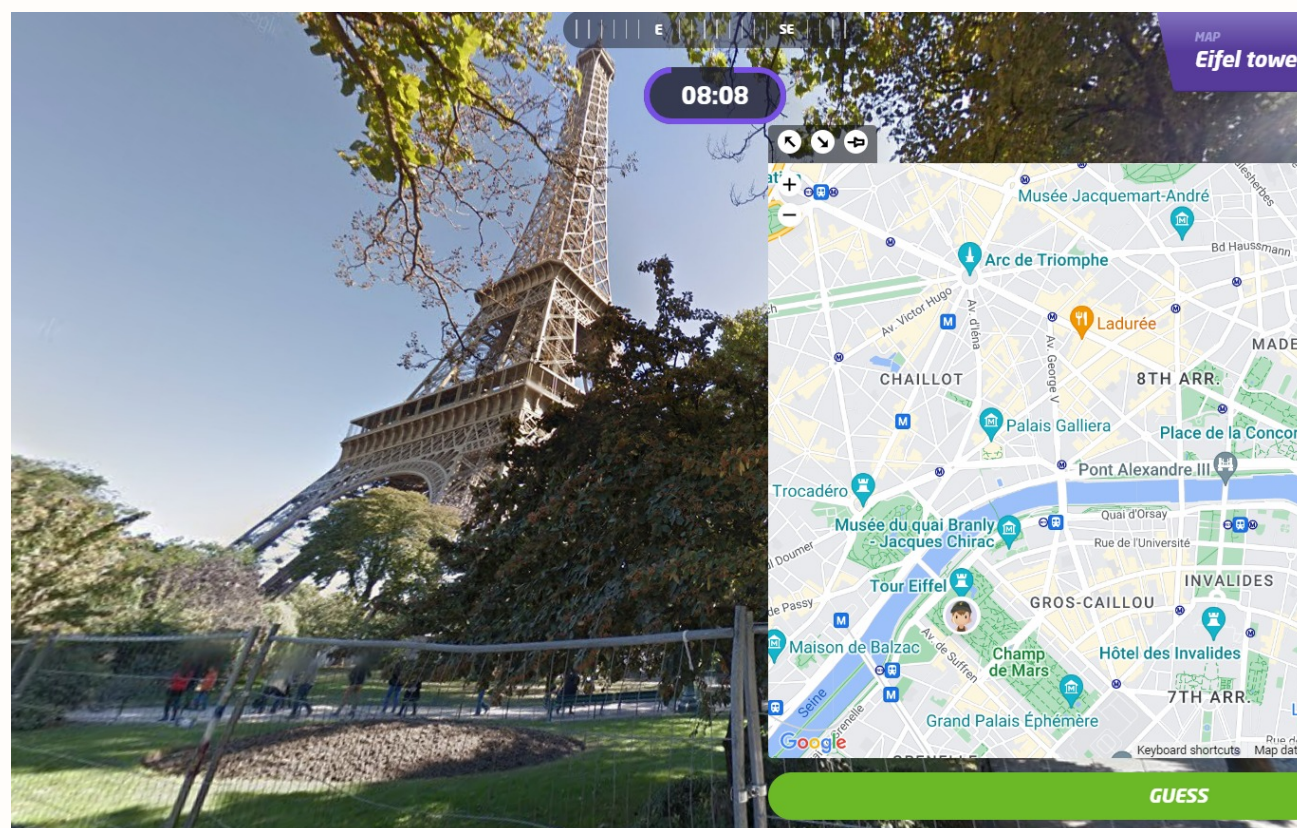 E
SE
MAP
Eifel towe
08:08
Musée Jacquemart-André
Bd Haussmann
Arc de Triomphe
Av. Victor Hugo
Av. d'Iéna
Ladurée
MADE
Av. George V
CHAILLOT
8TH ARR.
Palais Galliera
Place de la Concor
Pont Alexandre III
Trocadéro
Quai d'Orsay
Musée du quai Branly
- Jacques Chirac
Rue de l'Université
ul Doumer
Tour Eiffel
INVALIDES
GROS-CAILLOU
de Passy
Maison de Balzac
Av. de Suffren
Champ
de Mars
Hôtel des Invalides
7TH ARR.
Seine
Grand Palais Éphémère
Grenelle
Google
Keyboard shortcuts
Map dat
GUESS